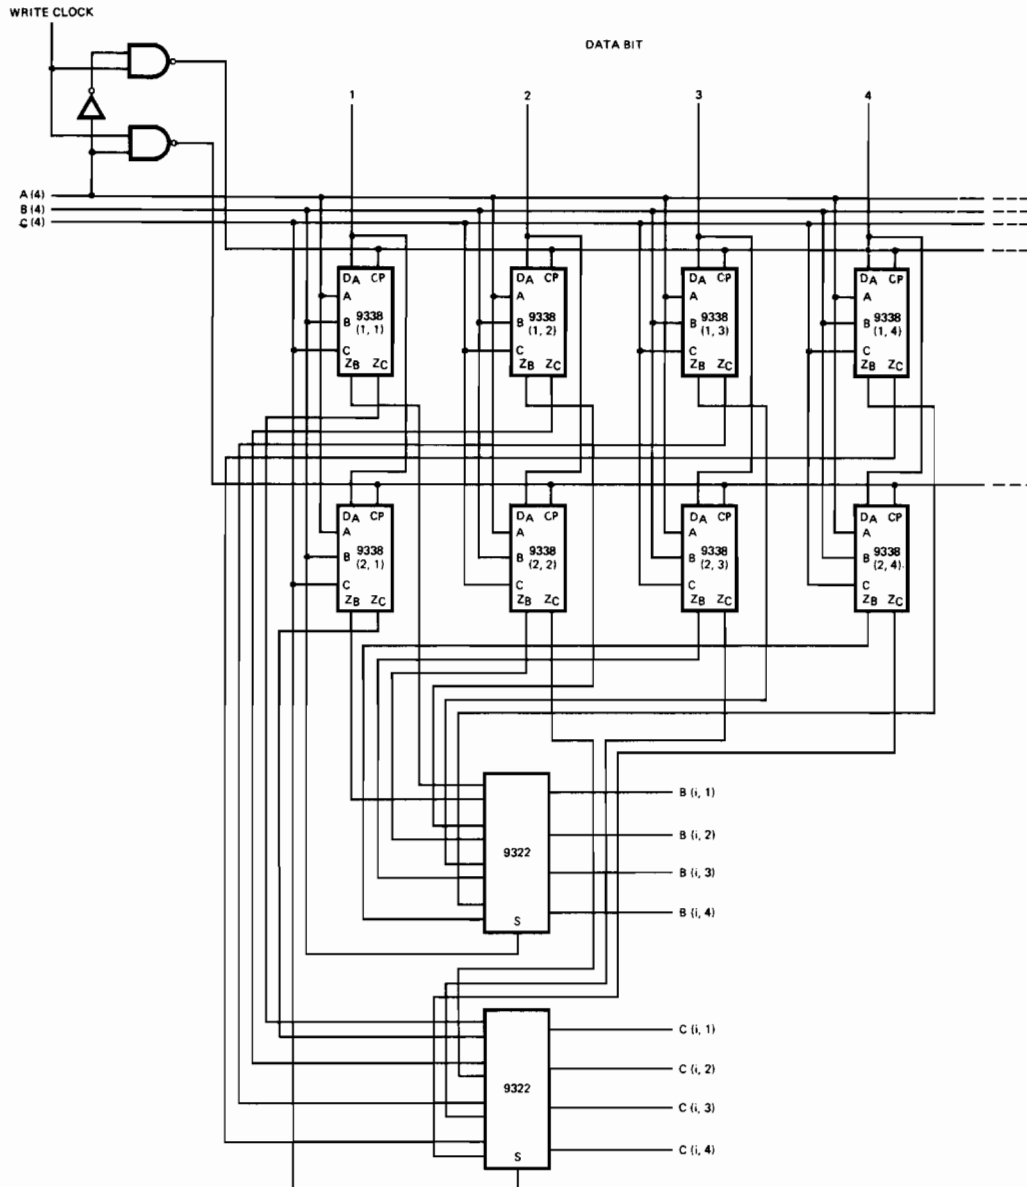 WRITE CLOCK
DATA BIT
1 2 3 4
A (4)
B (4)
C (4)
DA CP DA CP DA CP DA CP
A A A A
9338 9338 9338 9338
(1, 1) (1, 2) (1, 3) (1, 4)
B B B B
C C C C
ZB ZC ZB ZC ZB ZC ZB ZC
DA CP DA CP DA CP DA CP
A A A A
9338 9338 9338 9338
(2, 1) (2, 2) (2, 3) (2, 4)
B B B B
C C C C
ZB ZC ZB ZC ZB ZC ZB ZC
B (i, 1)
B (i, 2)
9322
B (i, 3)
B (i, 4)
S
C (i, 1)
C (i, 2)
9322
C (i, 3)
C (i, 4)
S